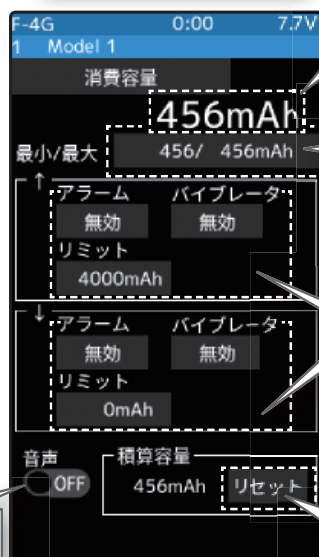 F-4G 0:00 7.7V
1 Model 1
消費容量
456mAh
最小/最大 456/ 456mAh
↑
アラーム バイブレータ
無効 無効
リミット
4000mAh
↓
アラーム バイブレータ
無効 無効
リミット
0mAh
音声 積算容量
OFF 456mAh リセット